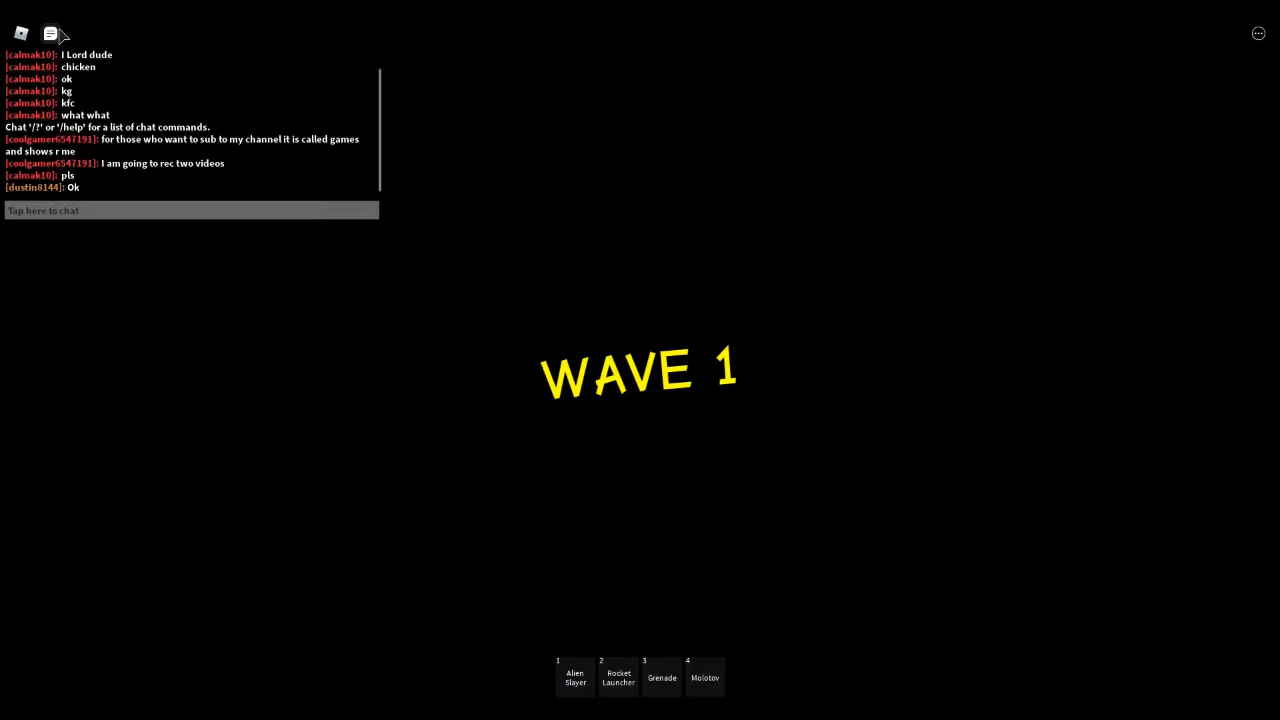 [calmak10]: I Lord dude
[calmak10]: chicken
[calmak10]: ok
[calmak10]: kg
[calmak10]: kfc
[calmak10]: what what
Chat '/?' or '/help' for a list of chat commands.
[coolgamer6547191]: for those who want to sub to my channel it is called games
and shows r me
[coolgamer6547191]: I am going to rec two videos
[calmak10]: pls
[dustin8144]: Ok
Tap here to chat
WAVE 1
1
Alien
Slayer
2
Rocket
Launcher
3
Grenade
4
Molotov